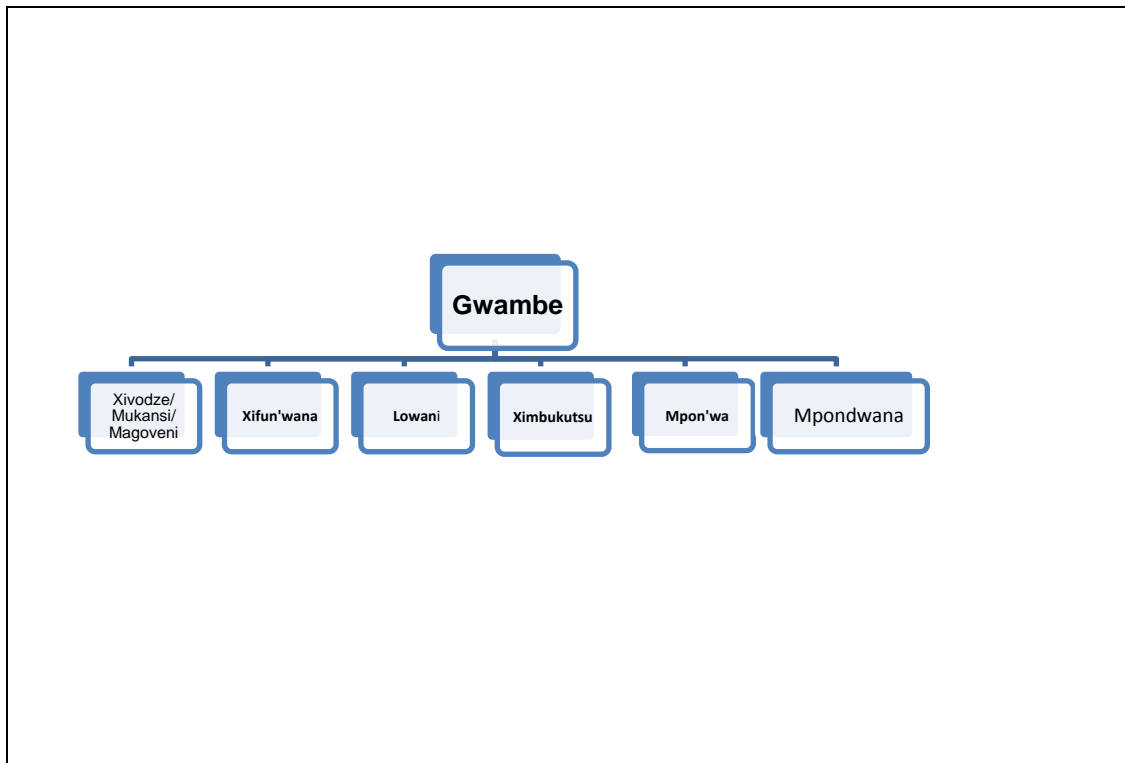 Gwambe
Xivodze/
Mukansi/
Magoveni
Xifun'wana
Lowani
Ximbukutsu
Mpon'wa
Mpondwana